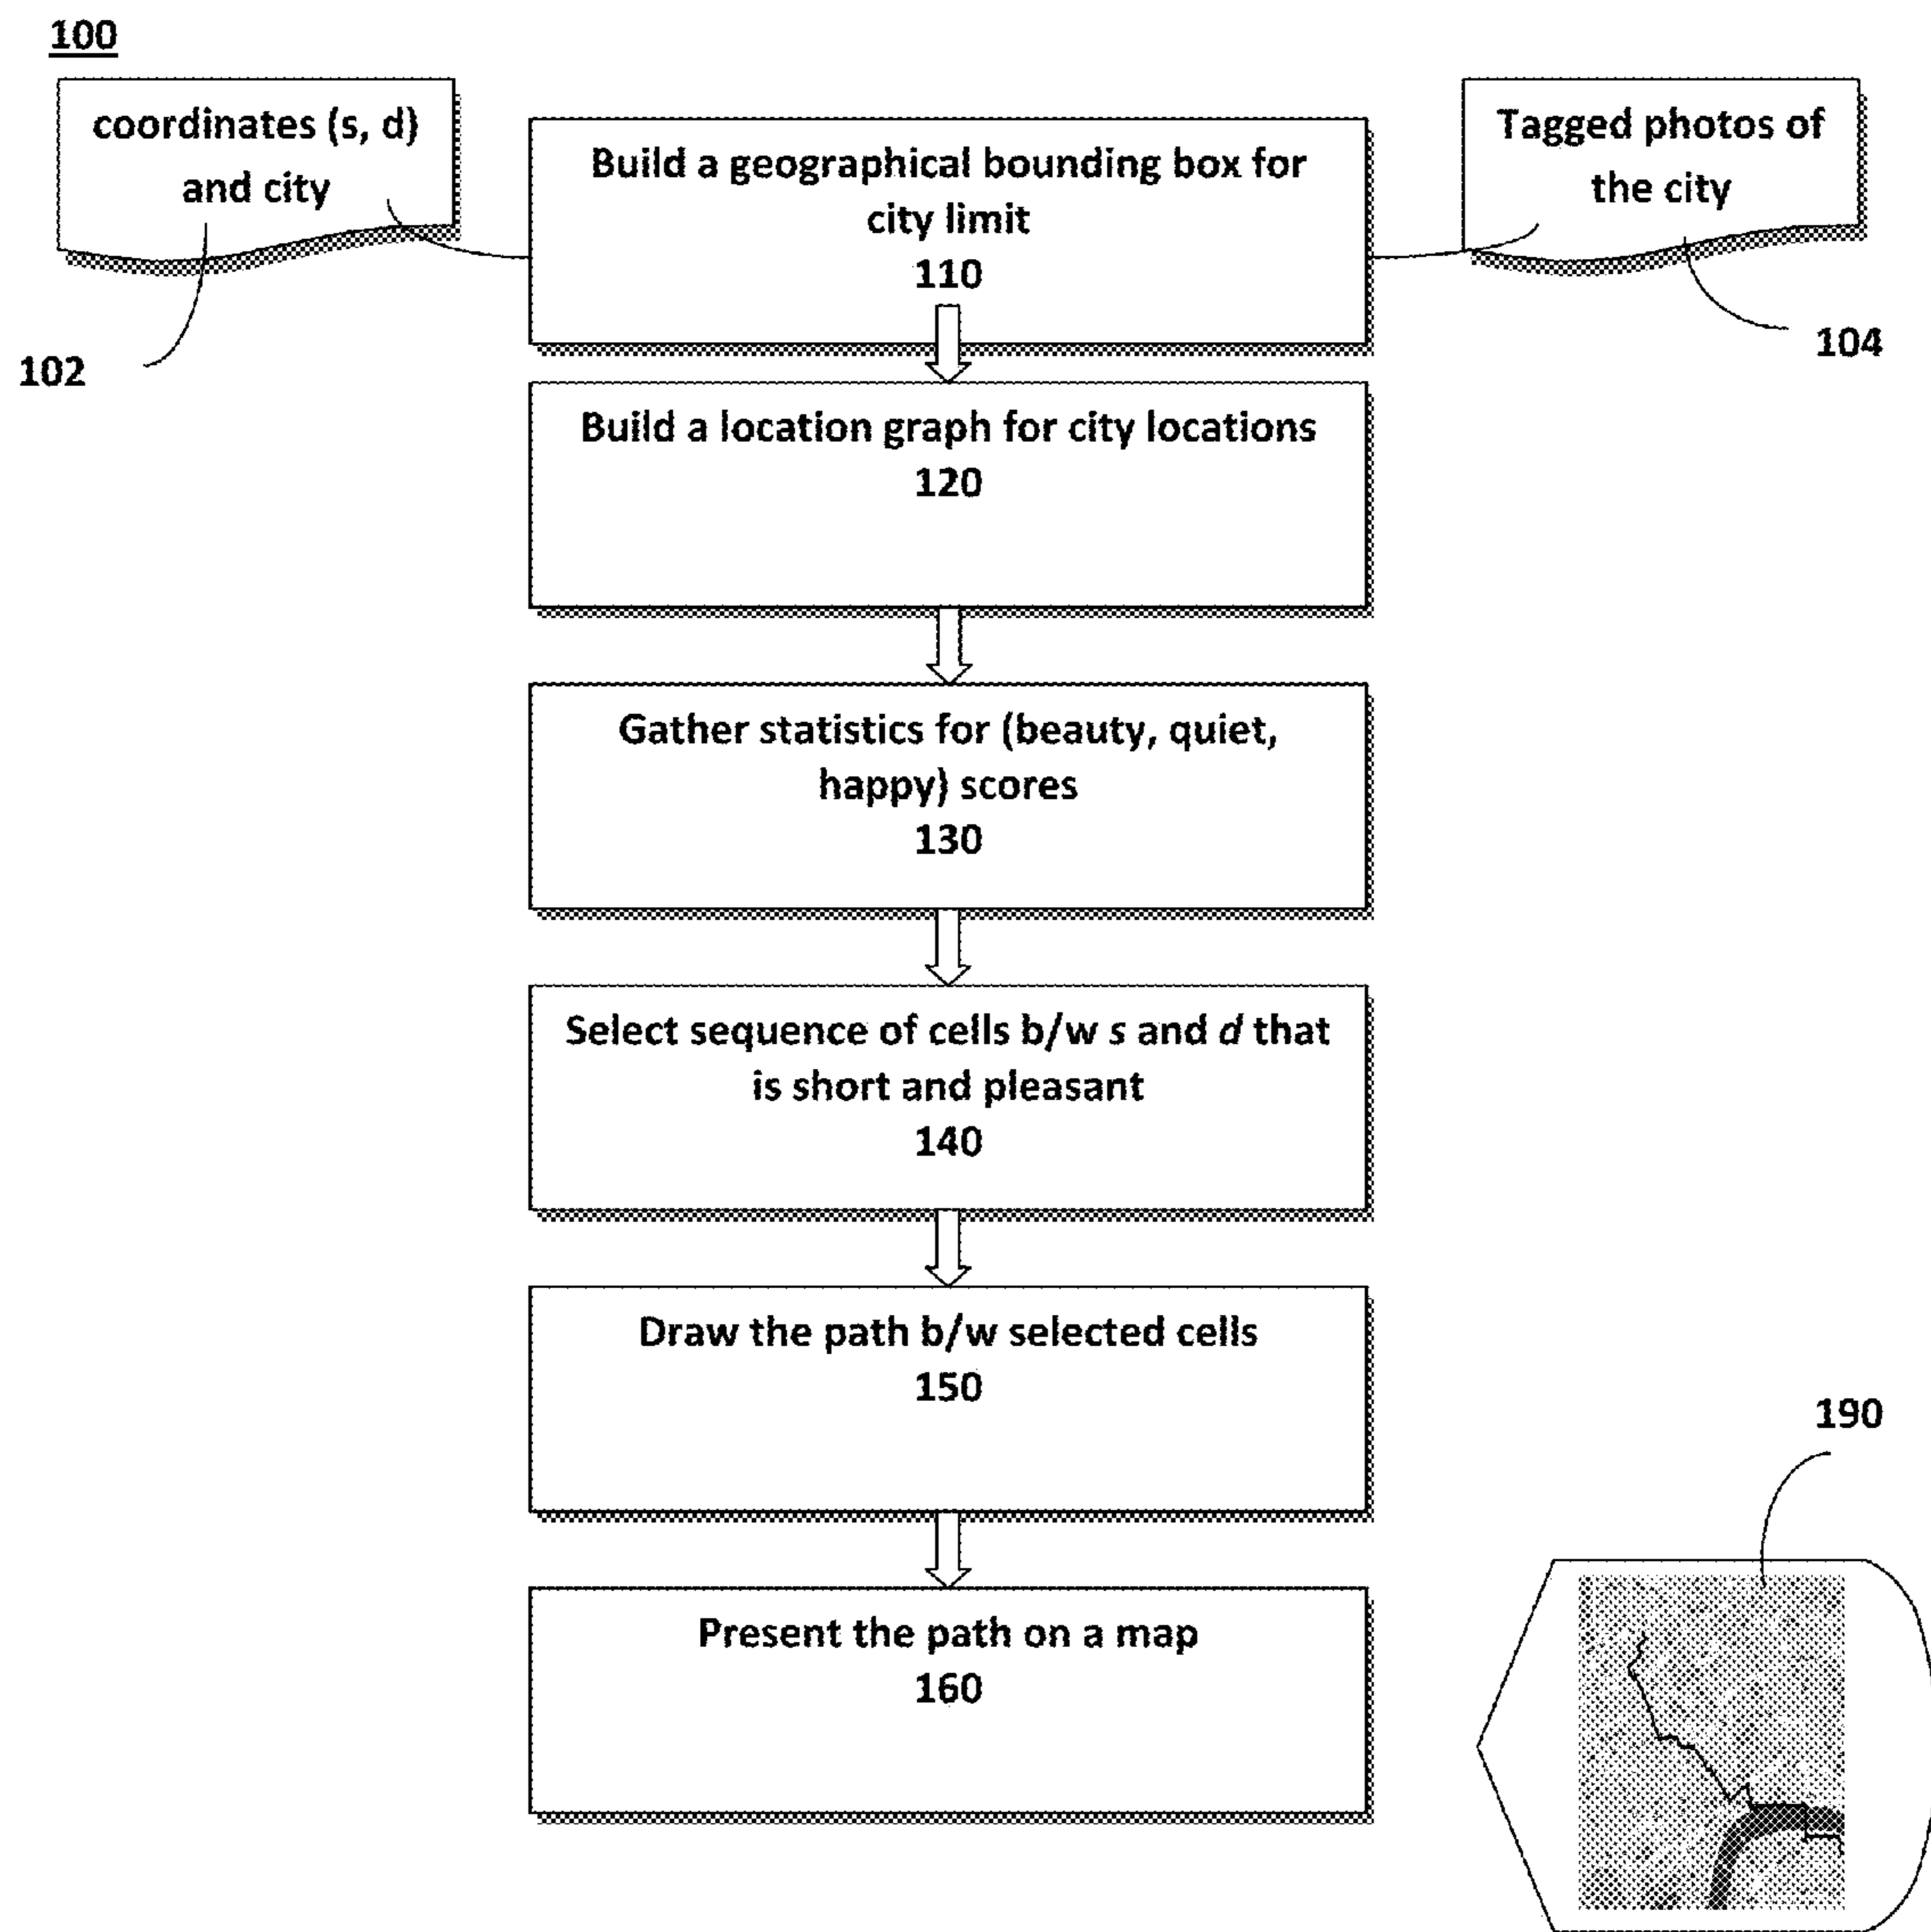 100
coordinates (s, d)
and city
102
Tagged photos of
the city
104
Build a geographical bounding box for
city limit
110
Build a location graph for city locations
120
Gather statistics for (beauty, quiet,
happy) scores
130
Select sequence of cells b/w s and d that
is short and pleasant
140
Draw the path b/w selected cells
150
Present the path on a map
160
190